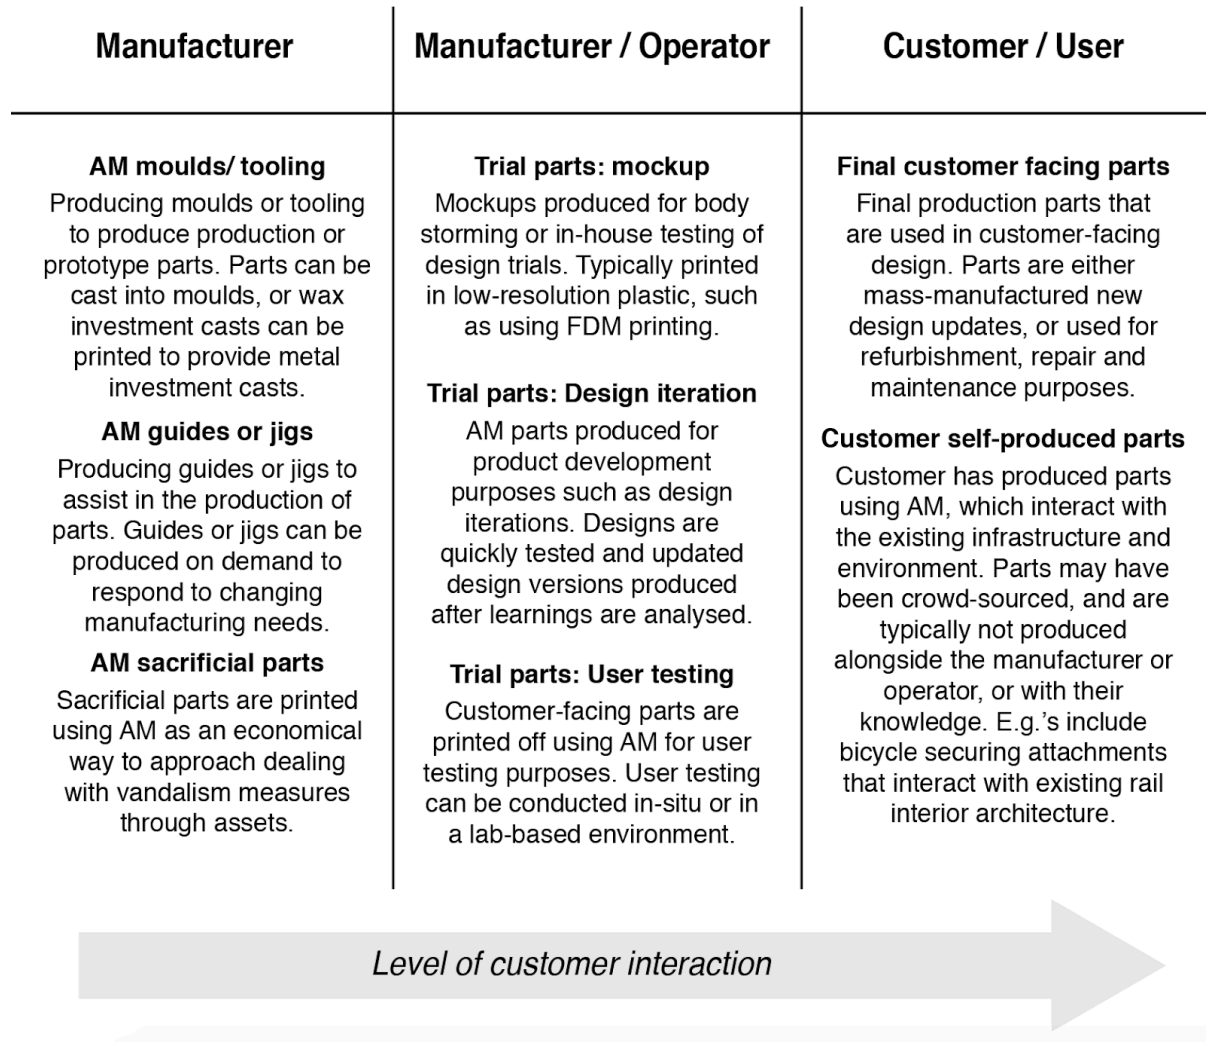 Manufacturer
AM moulds/ tooling
Producing moulds or tooling
to produce production or
prototype parts. Parts can be
cast into moulds, or wax
investment casts can be
printed to provide metal
investment casts.
AM guides or jigs
Producing guides or jigs to
assist in the production of
parts. Guides or jigs can be
produced on demand to
respond to changing
manufacturing needs.
AM sacrificial parts
Sacrificial parts are printed
using AM as an economical
way to approach dealing
with vandalism measures
through assets.
Manufacturer / Operator
Trial parts: mockup
Mockups produced for body
storming or in-house testing of
design trials. Typically printed
in low-resolution plastic, such
as using FDM printing.
Trial parts: Design iteration
AM parts produced for
product development
purposes such as design
iterations. Designs are
quickly tested and updated
design versions produced
after learnings are analysed.
Trial parts: User testing
Customer-facing parts are
printed off using AM for user
testing purposes. User testing
can be conducted in-situ or in
a lab-based environment.
Customer / User
Final customer facing parts
Final production parts that
are used in customer-facing
design. Parts are either
mass-manufactured new
design updates, or used for
refurbishment, repair and
maintenance purposes.
Customer self-produced parts
Customer has produced parts
using AM, which interact with
the existing infrastructure and
environment. Parts may have
been crowd-sourced, and are
typically not produced
alongside the manufacturer or
operator, or with their
knowledge. E.g.’s include
bicycle securing attachments
that interact with existing rail
interior architecture.
Level of customer interaction